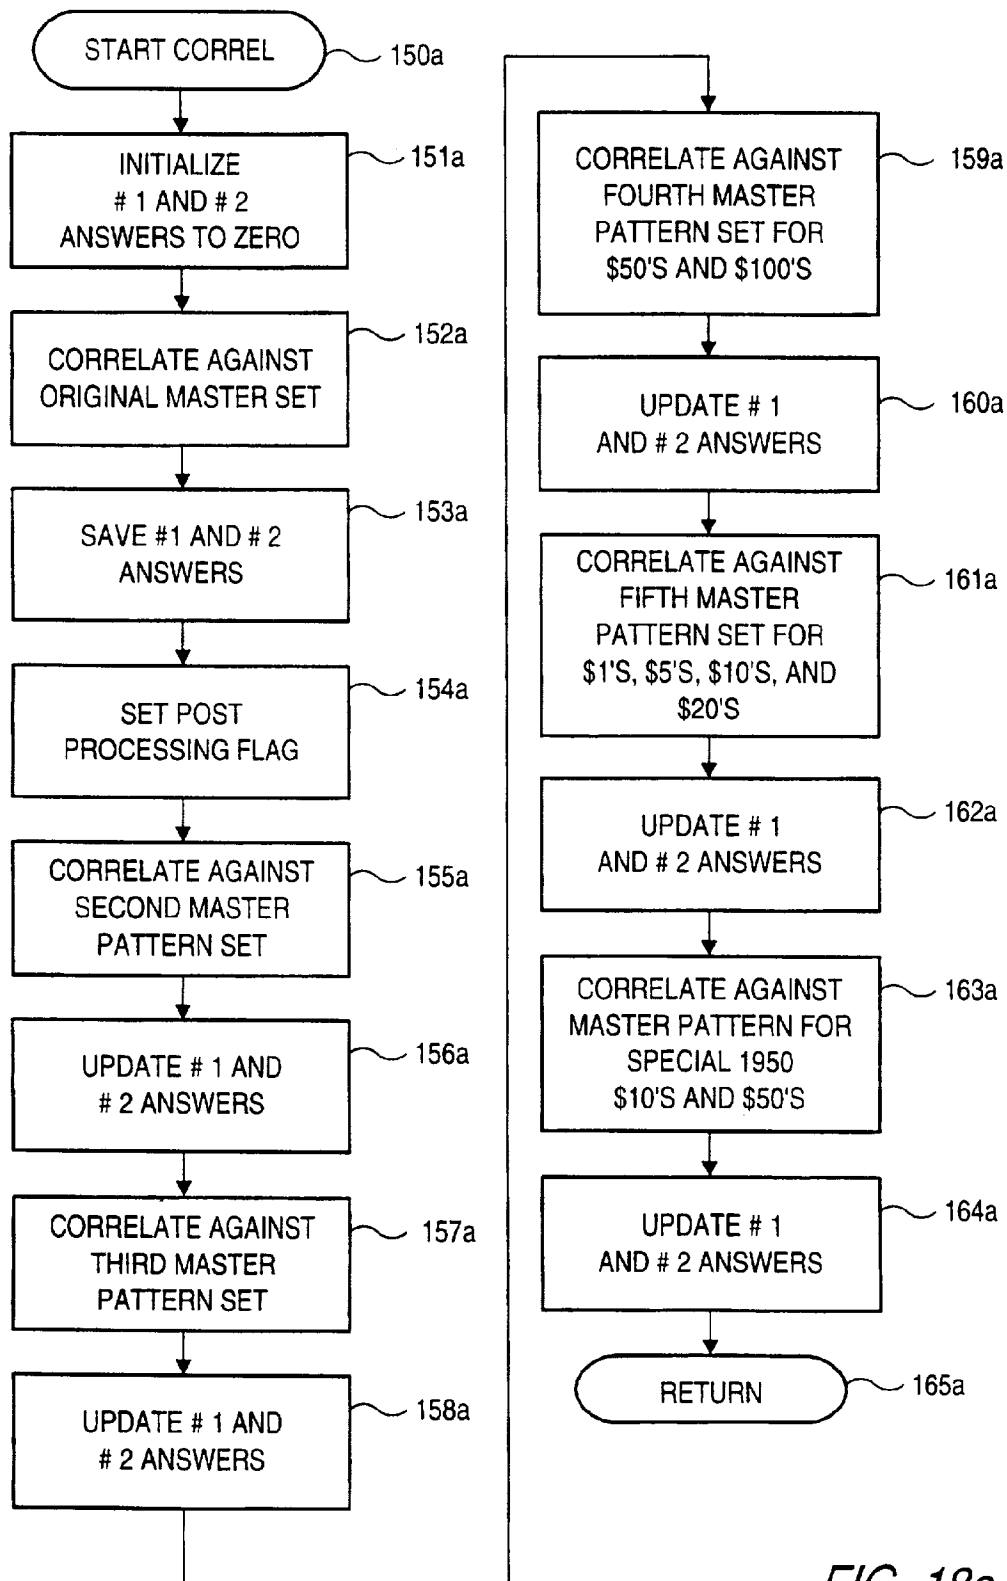 START CORREL
150a
INITIALIZE
# 1 AND # 2
ANSWERS TO ZERO
151a
CORRELATE AGAINST
ORIGINAL MASTER SET
152a
SAVE #1 AND # 2
ANSWERS
153a
SET POST
PROCESSING FLAG
154a
CORRELATE AGAINST
SECOND MASTER
PATTERN SET
155a
UPDATE # 1 AND
# 2 ANSWERS
156a
CORRELATE AGAINST
THIRD MASTER
PATTERN SET
157a
UPDATE # 1 AND
# 2 ANSWERS
158a
CORRELATE AGAINST
FOURTH MASTER
PATTERN SET FOR
$50'S AND $100'S
159a
UPDATE # 1
AND # 2 ANSWERS
160a
CORRELATE AGAINST
FIFTH MASTER
PATTERN SET FOR
$1'S, $5'S, $10'S, AND
$20'S
161a
UPDATE # 1
AND # 2 ANSWERS
162a
CORRELATE AGAINST
MASTER PATTERN FOR
SPECIAL 1950
$10'S AND $50'S
163a
UPDATE # 1
AND # 2 ANSWERS
164a
RETURN
165a
FIG. 18a